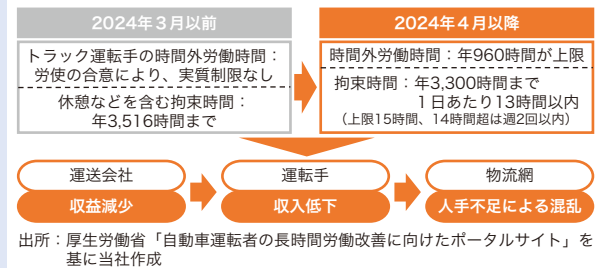 2024年3月以前
トラック運転手の時間外労働時間：
労使の合意により、実質制限なし
休憩などを含む拘束時間：
年3,516時間まで
2024年4月以降
時間外労働時間：年960時間が上限
拘束時間：年3,300時間まで
1日あたり13時間以内
（上限15時間、14時間超は週2回以内）
運送会社
収益減少
運転手
収入低下
物流網
人手不足による混乱
出所：厚生労働省「自動車運転者の長時間労働改善に向けたポータルサイト」を
基に当社作成